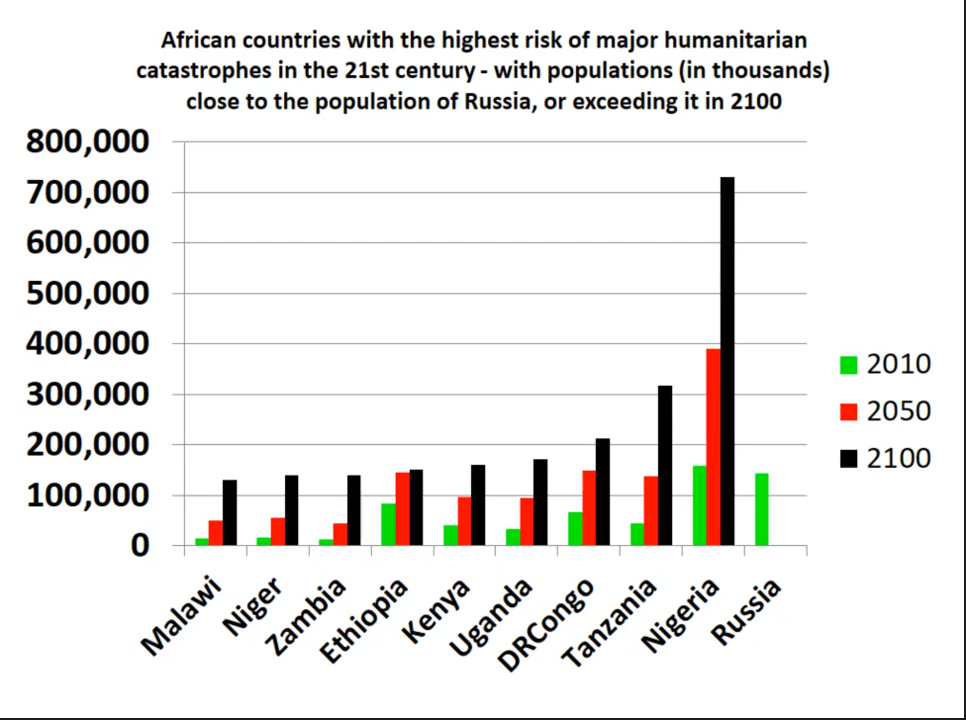 African countries with the highest risk of major humanitarian
catastrophes in the 21st century - with populations (in thousands)
close to the population of Russia, or exceeding it in 2100
800,000
700,000
600,000
500,000
400,000
300,000
200,000
100,000
0
2010
2050
2100
Malawi
Niger
Zambia
Ethiopia
Kenya
Uganda
DRCongo
Tanzania
Nigeria
Russia